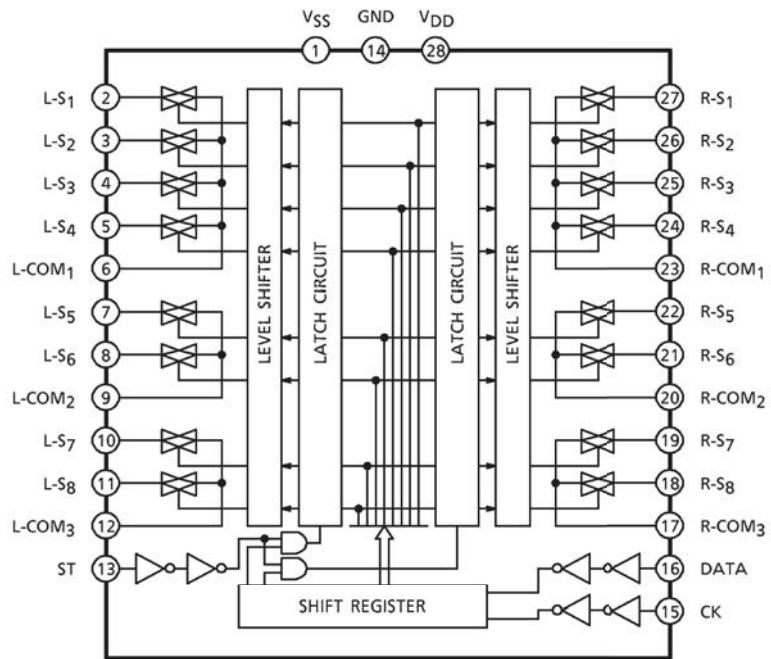 VSS GND VDD
1 14 28
L-S1 2 27 R-S1
L-S2 3 26 R-S2
L-S3 4 25 R-S3
L-S4 5 24 R-S4
L-COM1 6 23 R-COM1
L-S5 7 22 R-S5
L-S6 8 21 R-S6
L-COM2 9 20 R-COM2
L-S7 10 19 R-S7
L-S8 11 18 R-S8
L-COM3 12 17 R-COM3
ST 13 16 DATA
15 CK
LEVEL SHIFTER
LATCH CIRCUIT
LATCH CIRCUIT
LEVEL SHIFTER
SHIFT REGISTER